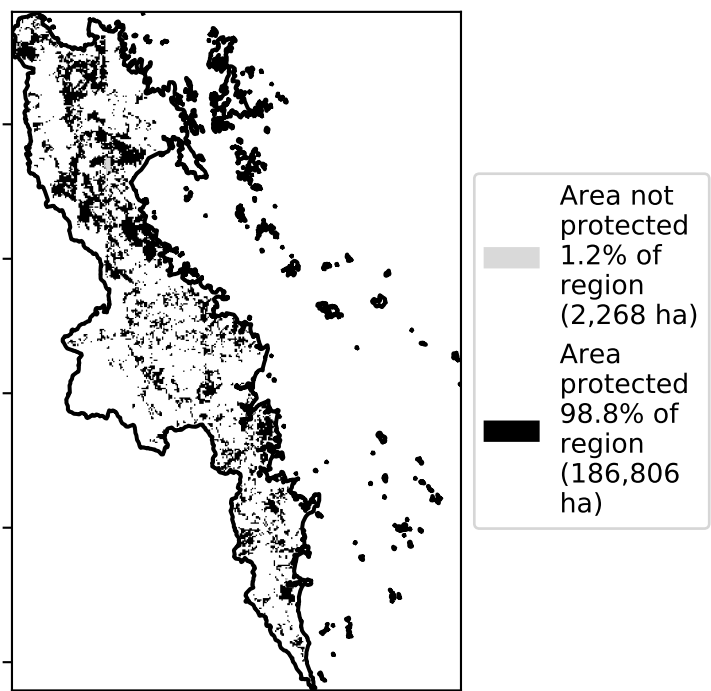 Area not
protected
1.2% of
region
(2,268 ha)
Area
protected
98.8% of
region
(186,806
ha)